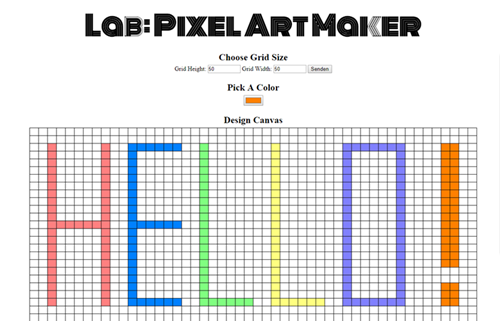 Lab: Pixel Art Maker
Choose Grid Size
Grid Height: 50 Grid Width: 50 Senden
Pick A Color
Design Canvas
HELLO!